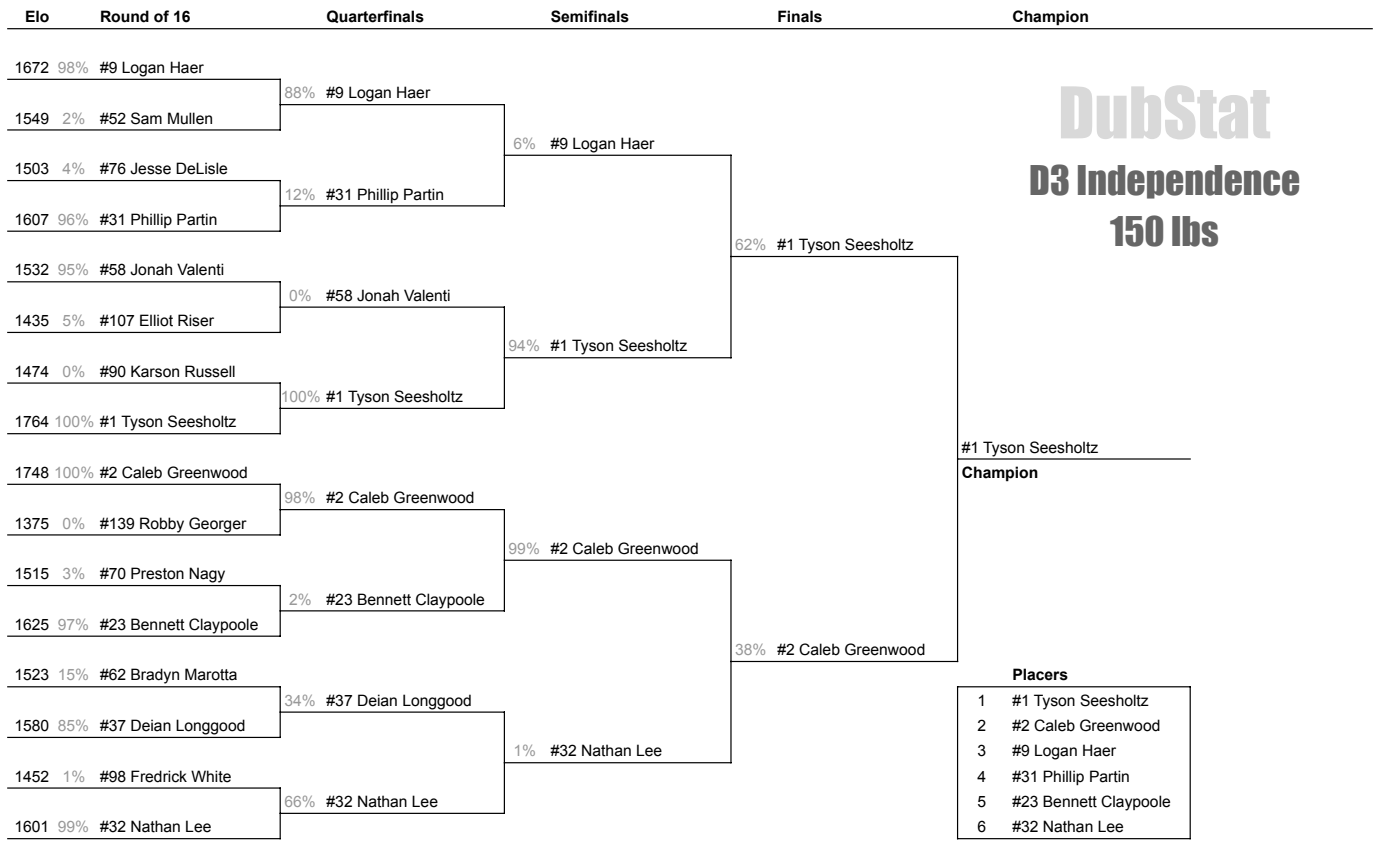 Elo Round of 16 Quarterfinals Semifinals Finals Champion
1672 98% #9 Logan Haer
88% #9 Logan Haer
DubStat
1549 2% #52 Sam Mullen
6% #9 Logan Haer
1503 4% #76 Jesse DeLisle
D3 Independence
12% #31 Phillip Partin
1607 96% #31 Phillip Partin
150 lbs
62% #1 Tyson Seesholtz
1532 95% #58 Jonah Valenti
0% #58 Jonah Valenti
1435 5% #107 Elliot Riser
94% #1 Tyson Seesholtz
1474 0% #90 Karson Russell
100% #1 Tyson Seesholtz
1764 100% #1 Tyson Seesholtz
#1 Tyson Seesholtz
1748 100% #2 Caleb Greenwood
Champion
98% #2 Caleb Greenwood
1375 0% #139 Robby Georger
99% #2 Caleb Greenwood
1515 3% #70 Preston Nagy
2% #23 Bennett Claypoole
1625 97% #23 Bennett Claypoole
38% #2 Caleb Greenwood
1523 15% #62 Bradyn Marotta
Placers
34% #37 Deian Longgood
1 #1 Tyson Seesholtz
1580 85% #37 Deian Longgood
2 #2 Caleb Greenwood
1% #32 Nathan Lee
3 #9 Logan Haer
1452 1% #98 Fredrick White
4 #31 Phillip Partin
66% #32 Nathan Lee
5 #23 Bennett Claypoole
1601 99% #32 Nathan Lee
6 #32 Nathan Lee